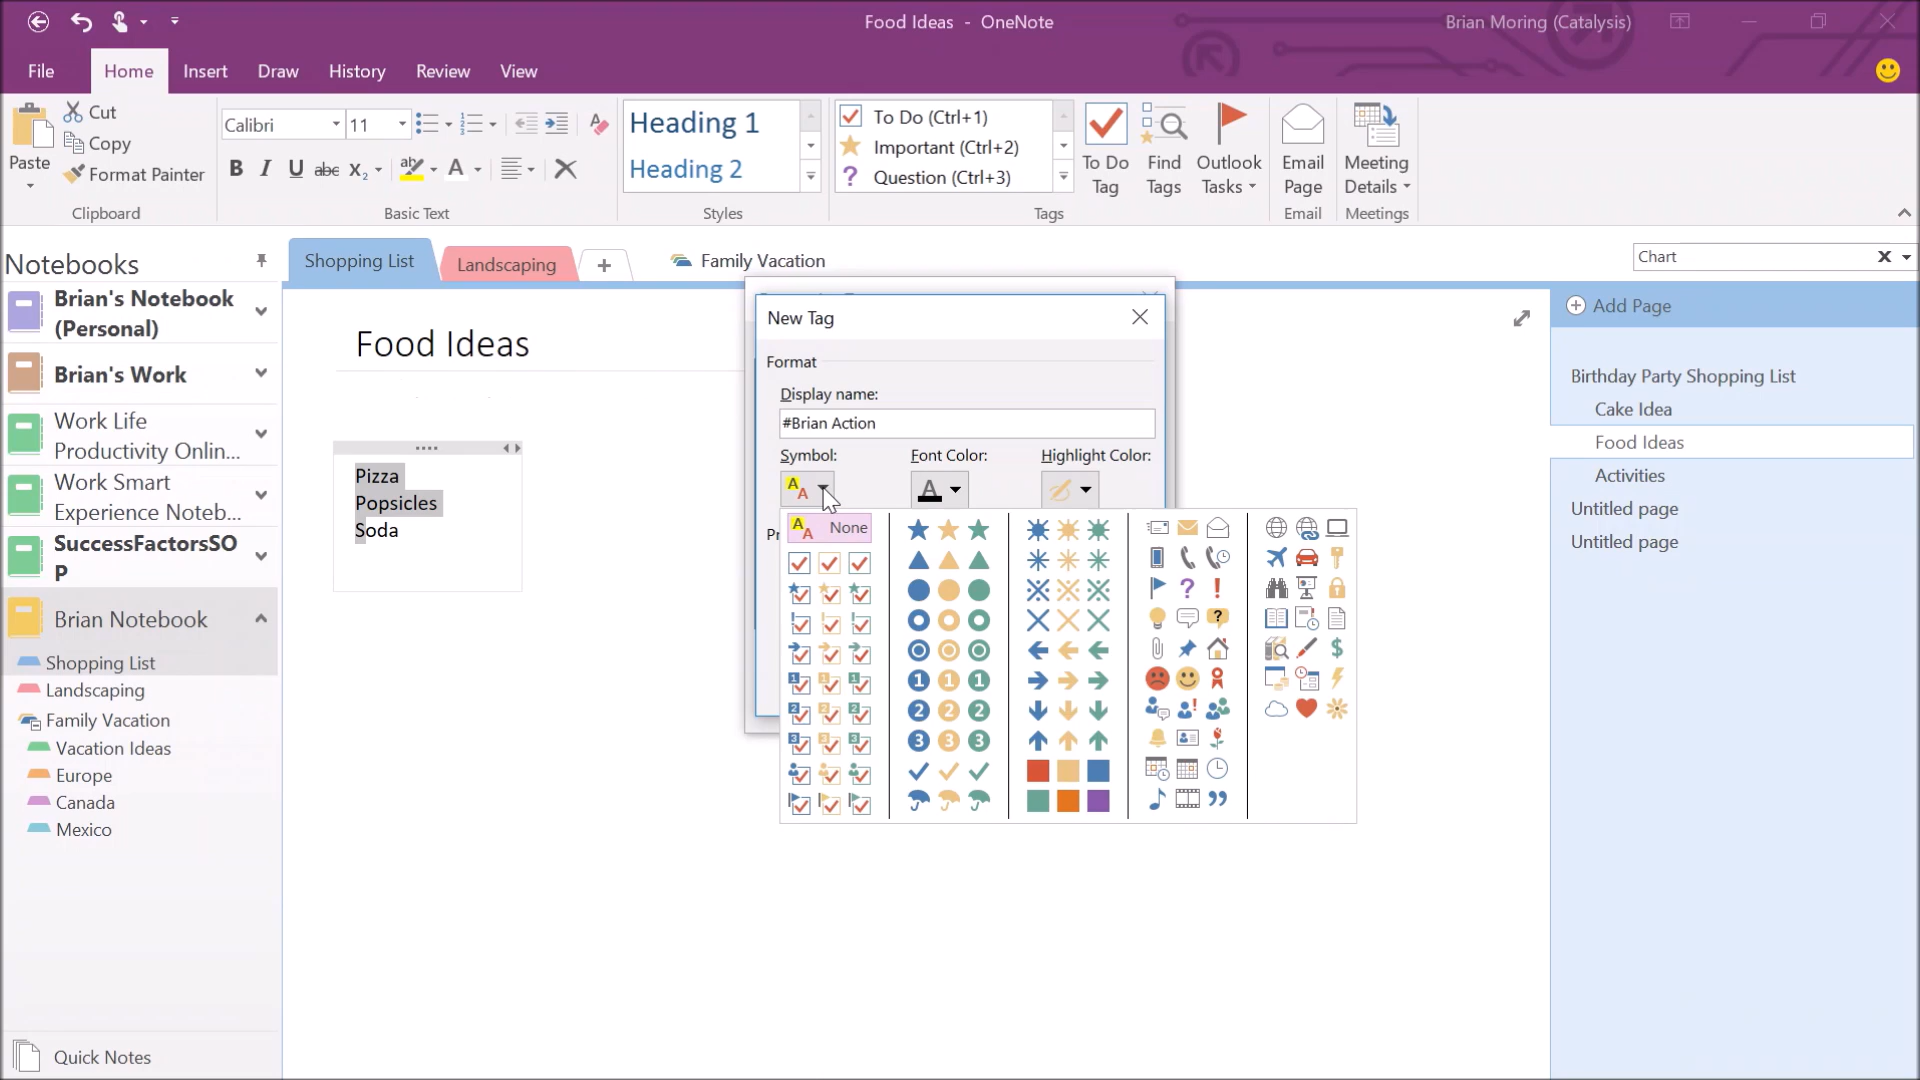 Food Ideas - OneNote
Brian Moring (Catalysis)
File
Home
Insert
Draw
History
Review
View
Paste
Cut
Copy
Format Painter
Clipboard
Calibri
11
B I U abc X₂
A
Basic Text
Heading 1
Heading 2
Styles
To Do (Ctrl+1)
Important (Ctrl+2)
Question (Ctrl+3)
To Do
Tag
Find
Tags
Outlook
Tasks
Tags
Email
Page
Email
Meeting
Details
Meetings
Notebooks
Brian's Notebook
(Personal)
Brian's Work
Work Life
Productivity Onlin...
Work Smart
Experience Noteb...
SuccessFactorsSO
P
Brian Notebook
Shopping List
Landscaping
Family Vacation
Vacation Ideas
Europe
Canada
Mexico
Quick Notes
Shopping List
Landscaping
Family Vacation
Chart
Food Ideas
Pizza
Popsicles
Soda
New Tag
Format
Display name:
#Brian Action
Symbol:
Font Color:
Highlight Color:
None
Add Page
Birthday Party Shopping List
Cake Idea
Food Ideas
Activities
Untitled page
Untitled page